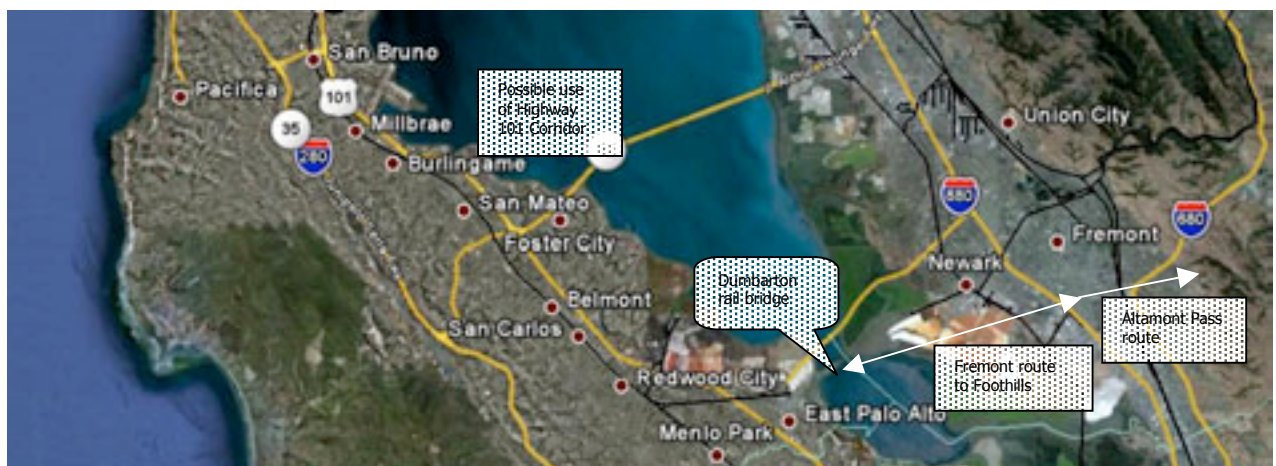 San Bruno
Pacifica
101
Millbrae
35
280
Burlingame
San Mateo
Foster City
Possible use
of Highway
101 Corridor
Union City
880
680
Fremont
Newark
Dumbarton
rail bridge
Belmont
San Carlos
Redwood City
East Palo Alto
Menlo Park
Altamont Pass
route
Fremont route
to Foothills